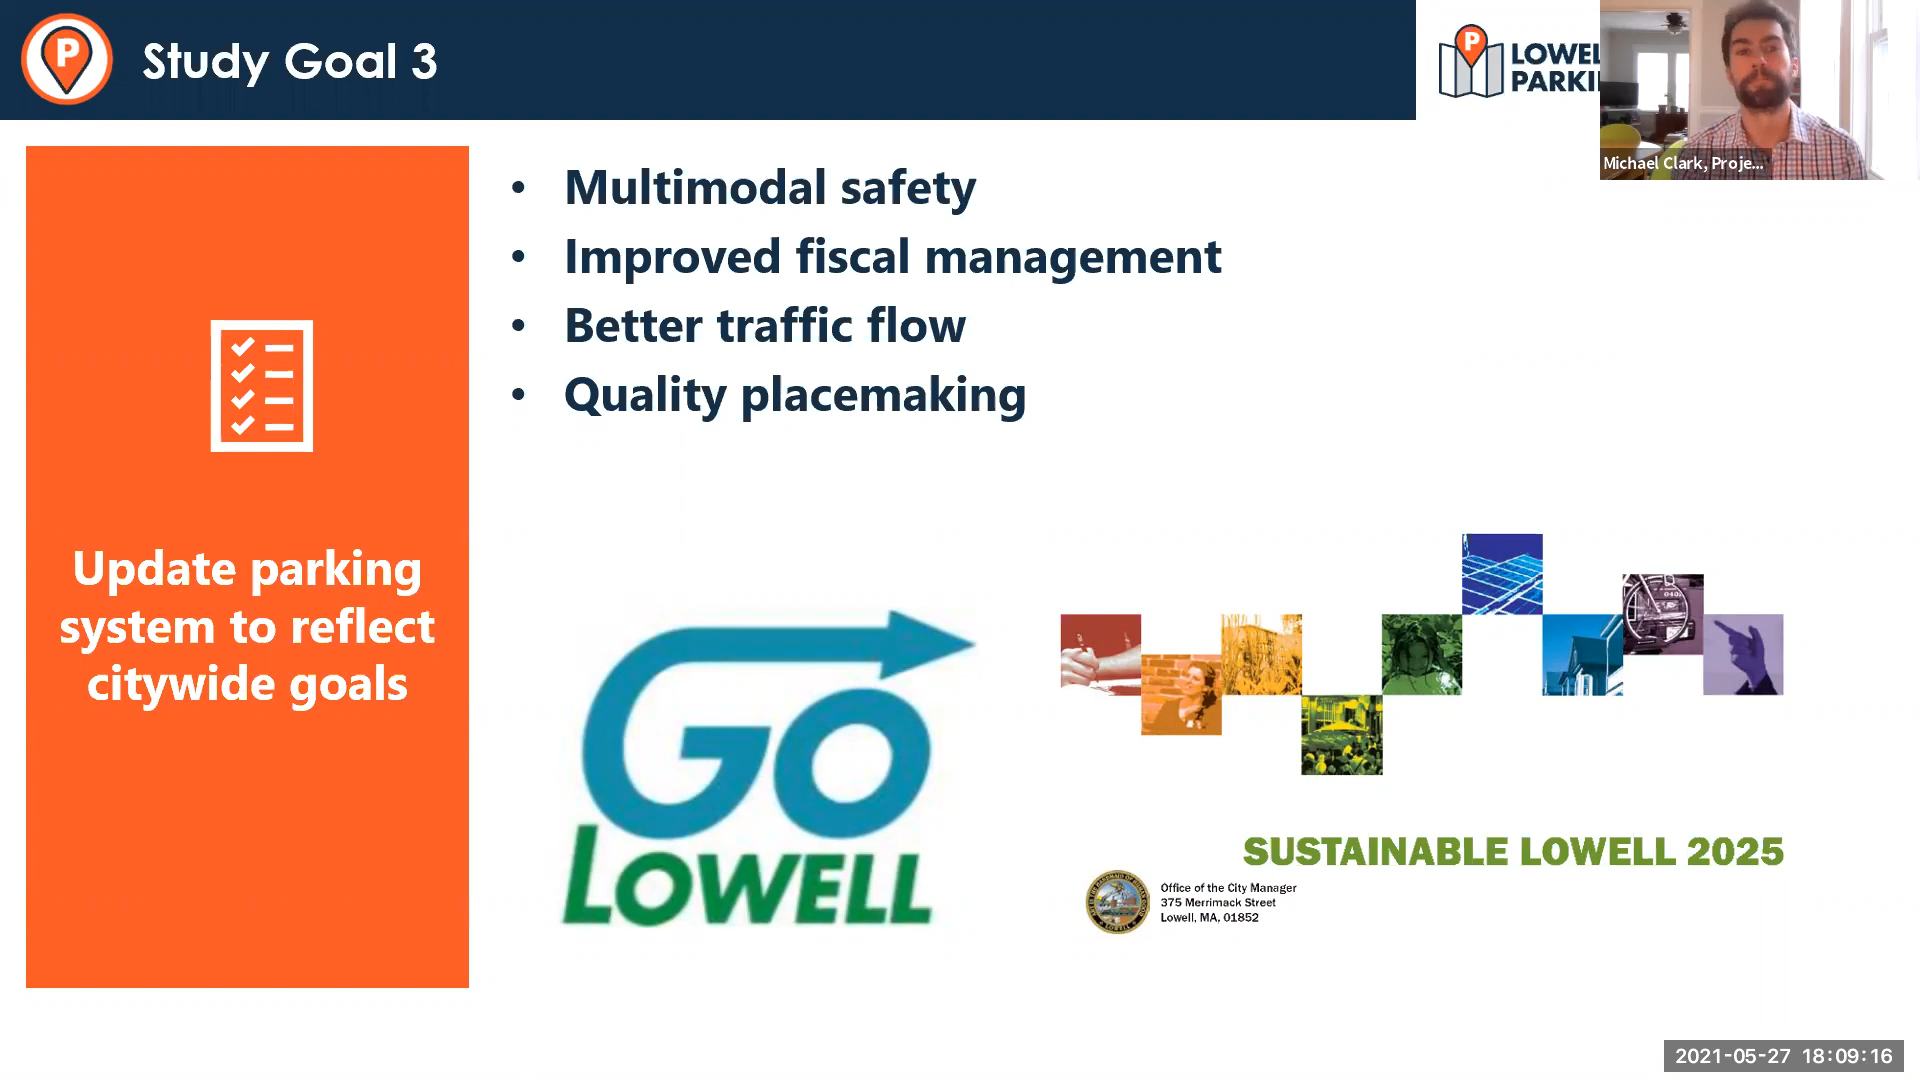 P
Study Goal 3
P
LOWEL
PARKI
Michael Clark, Proje...
Update parking
system to reflect
citywide goals
• Multimodal safety
• Improved fiscal management
• Better traffic flow
• Quality placemaking
GO
LOWELL
SUSTAINABLE LOWELL 2025
Office of the City Manager
375 Merrimack Street
Lowell, MA, 01852
2021-05-27 18:09:16